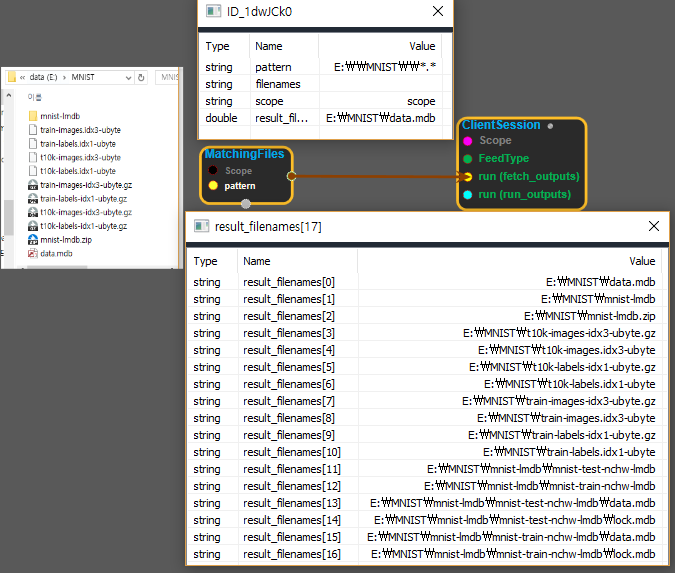 ID_1dwJCk0
Type Name Value
string pattern E:₩₩MNIST₩₩*.*
string filenames
string scope scope
double result_fil... E:₩MNIST₩data.mdb
« data (E:) > MNIST MNIS
이름
mnist-lmdb
train-images.idx3-ubyte
train-labels.idx1-ubyte
t10k-images.idx3-ubyte
t10k-labels.idx1-ubyte
train-images-idx3-ubyte.gz
train-labels-idx1-ubyte.gz
t10k-images-idx3-ubyte.gz
t10k-labels-idx1-ubyte.gz
mnist-lmdb.zip
data.mdb
MatchingFiles
Scope
pattern
ClientSession
Scope
FeedType
run (fetch_outputs)
run (run_outputs)
result_filenames[17]
Type Name Value
string result_filenames[0] E:₩MNIST₩data.mdb
string result_filenames[1] E:₩MNIST₩mnist-lmdb
string result_filenames[2] E:₩MNIST₩mnist-lmdb.zip
string result_filenames[3] E:₩MNIST₩t10k-images-idx3-ubyte.gz
string result_filenames[4] E:₩MNIST₩t10k-images.idx3-ubyte
string result_filenames[5] E:₩MNIST₩t10k-labels-idx1-ubyte.gz
string result_filenames[6] E:₩MNIST₩t10k-labels.idx1-ubyte
string result_filenames[7] E:₩MNIST₩train-images-idx3-ubyte.gz
string result_filenames[8] E:₩MNIST₩train-images.idx3-ubyte
string result_filenames[9] E:₩MNIST₩train-labels-idx1-ubyte.gz
string result_filenames[10] E:₩MNIST₩train-labels.idx1-ubyte
string result_filenames[11] E:₩MNIST₩mnist-lmdb₩mnist-test-nchw-lmdb
string result_filenames[12] E:₩MNIST₩mnist-lmdb₩mnist-train-nchw-lmdb
string result_filenames[13] E:₩MNIST₩mnist-lmdb₩mnist-test-nchw-lmdb₩data.mdb
string result_filenames[14] E:₩MNIST₩mnist-lmdb₩mnist-test-nchw-lmdb₩lock.mdb
string result_filenames[15] E:₩MNIST₩mnist-lmdb₩mnist-train-nchw-lmdb₩data.mdb
string result_filenames[16] E:₩MNIST₩mnist-lmdb₩mnist-train-nchw-lmdb₩lock.mdb